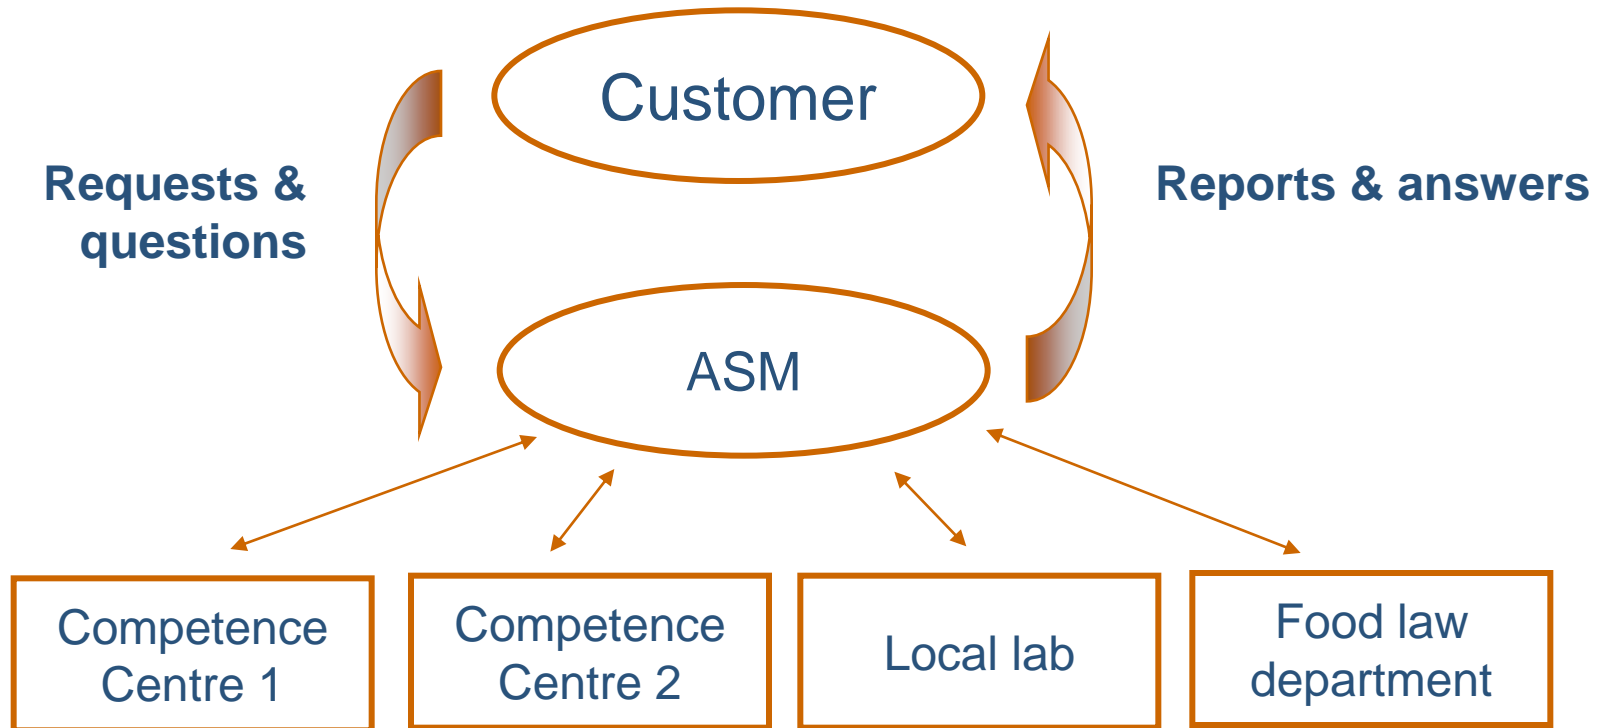 Customer
Requests &
questions
Reports & answers
ASM
Competence
Centre 1
Competence
Centre 2
Local lab
Food law
department